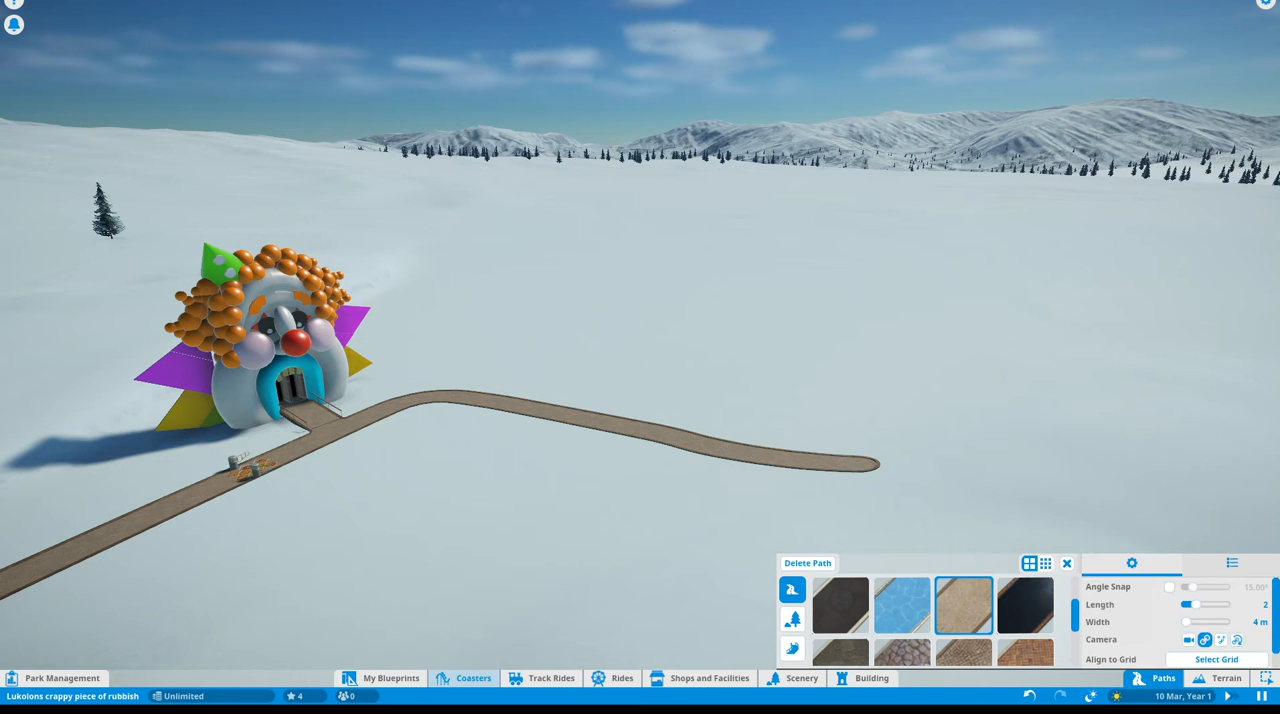 Delete Path
Angle Snap 15.00°
Length 2
Width 4 m
Camera
Align to Grid Select Grid
Park Management My Blueprints Coasters Track Rides Rides Shops and Facilities Scenery Building Paths Terrain
Lukolons crappy piece of rubbish Unlimited 4 0 10 Mar, Year 1